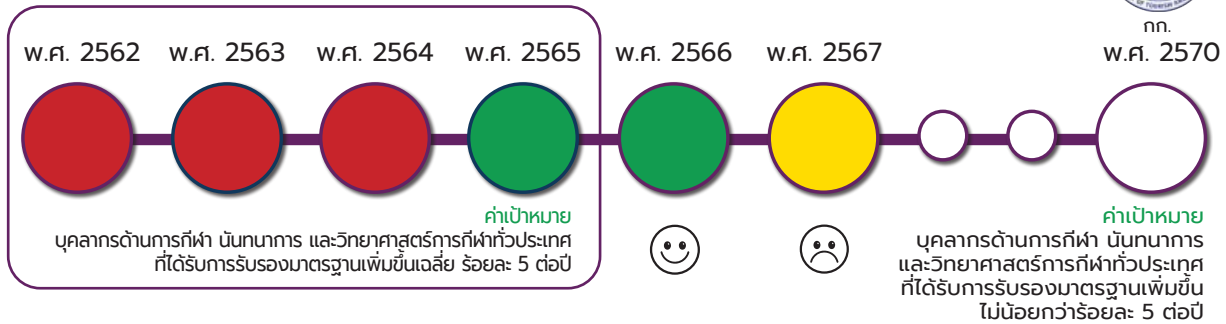 กก.
พ.ศ. 2562 พ.ศ. 2563 พ.ศ. 2564 พ.ศ. 2565 พ.ศ. 2566 พ.ศ. 2567 พ.ศ. 2570
ค่าเป้าหมาย
บุคลากรด้านการกีฬา นันทนาการ และวิทยาศาสตร์การกีฬาทั่วประเทศ
ที่ได้รับการรับรองมาตรฐานเพิ่มขึ้นเฉลี่ย ร้อยละ 5 ต่อปี
ค่าเป้าหมาย
บุคลากรด้านการกีฬา นันทนาการ
และวิทยาศาสตร์การกีฬาทั่วประเทศ
ที่ได้รับการรับรองมาตรฐานเพิ่มขึ้น
ไม่น้อยกว่าร้อยละ 5 ต่อปี